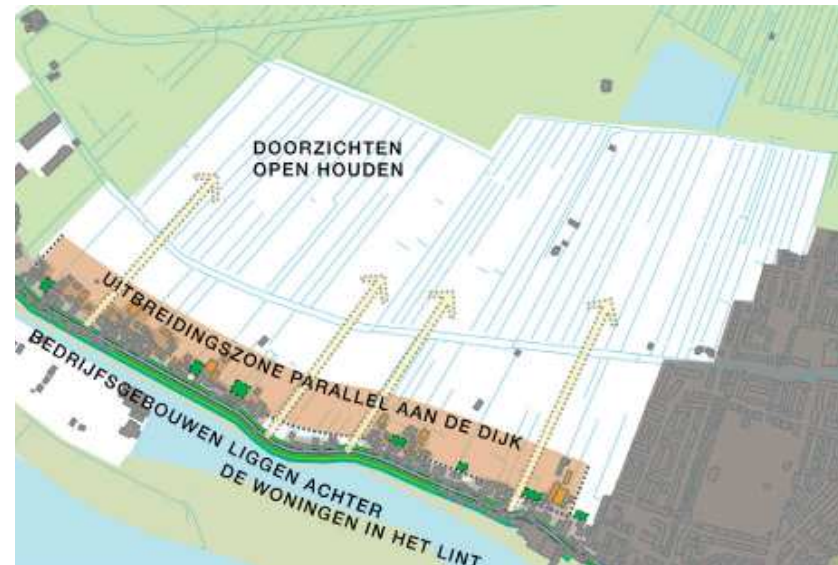 DOORZICHTEN
OPEN HOUDEN
UITBREIDINGSZONE PARALLEL AAN DE DIJK
BEDRIJFSGEBOUWEN LIGGEN ACHTER
DE WONINGEN IN HET LINT